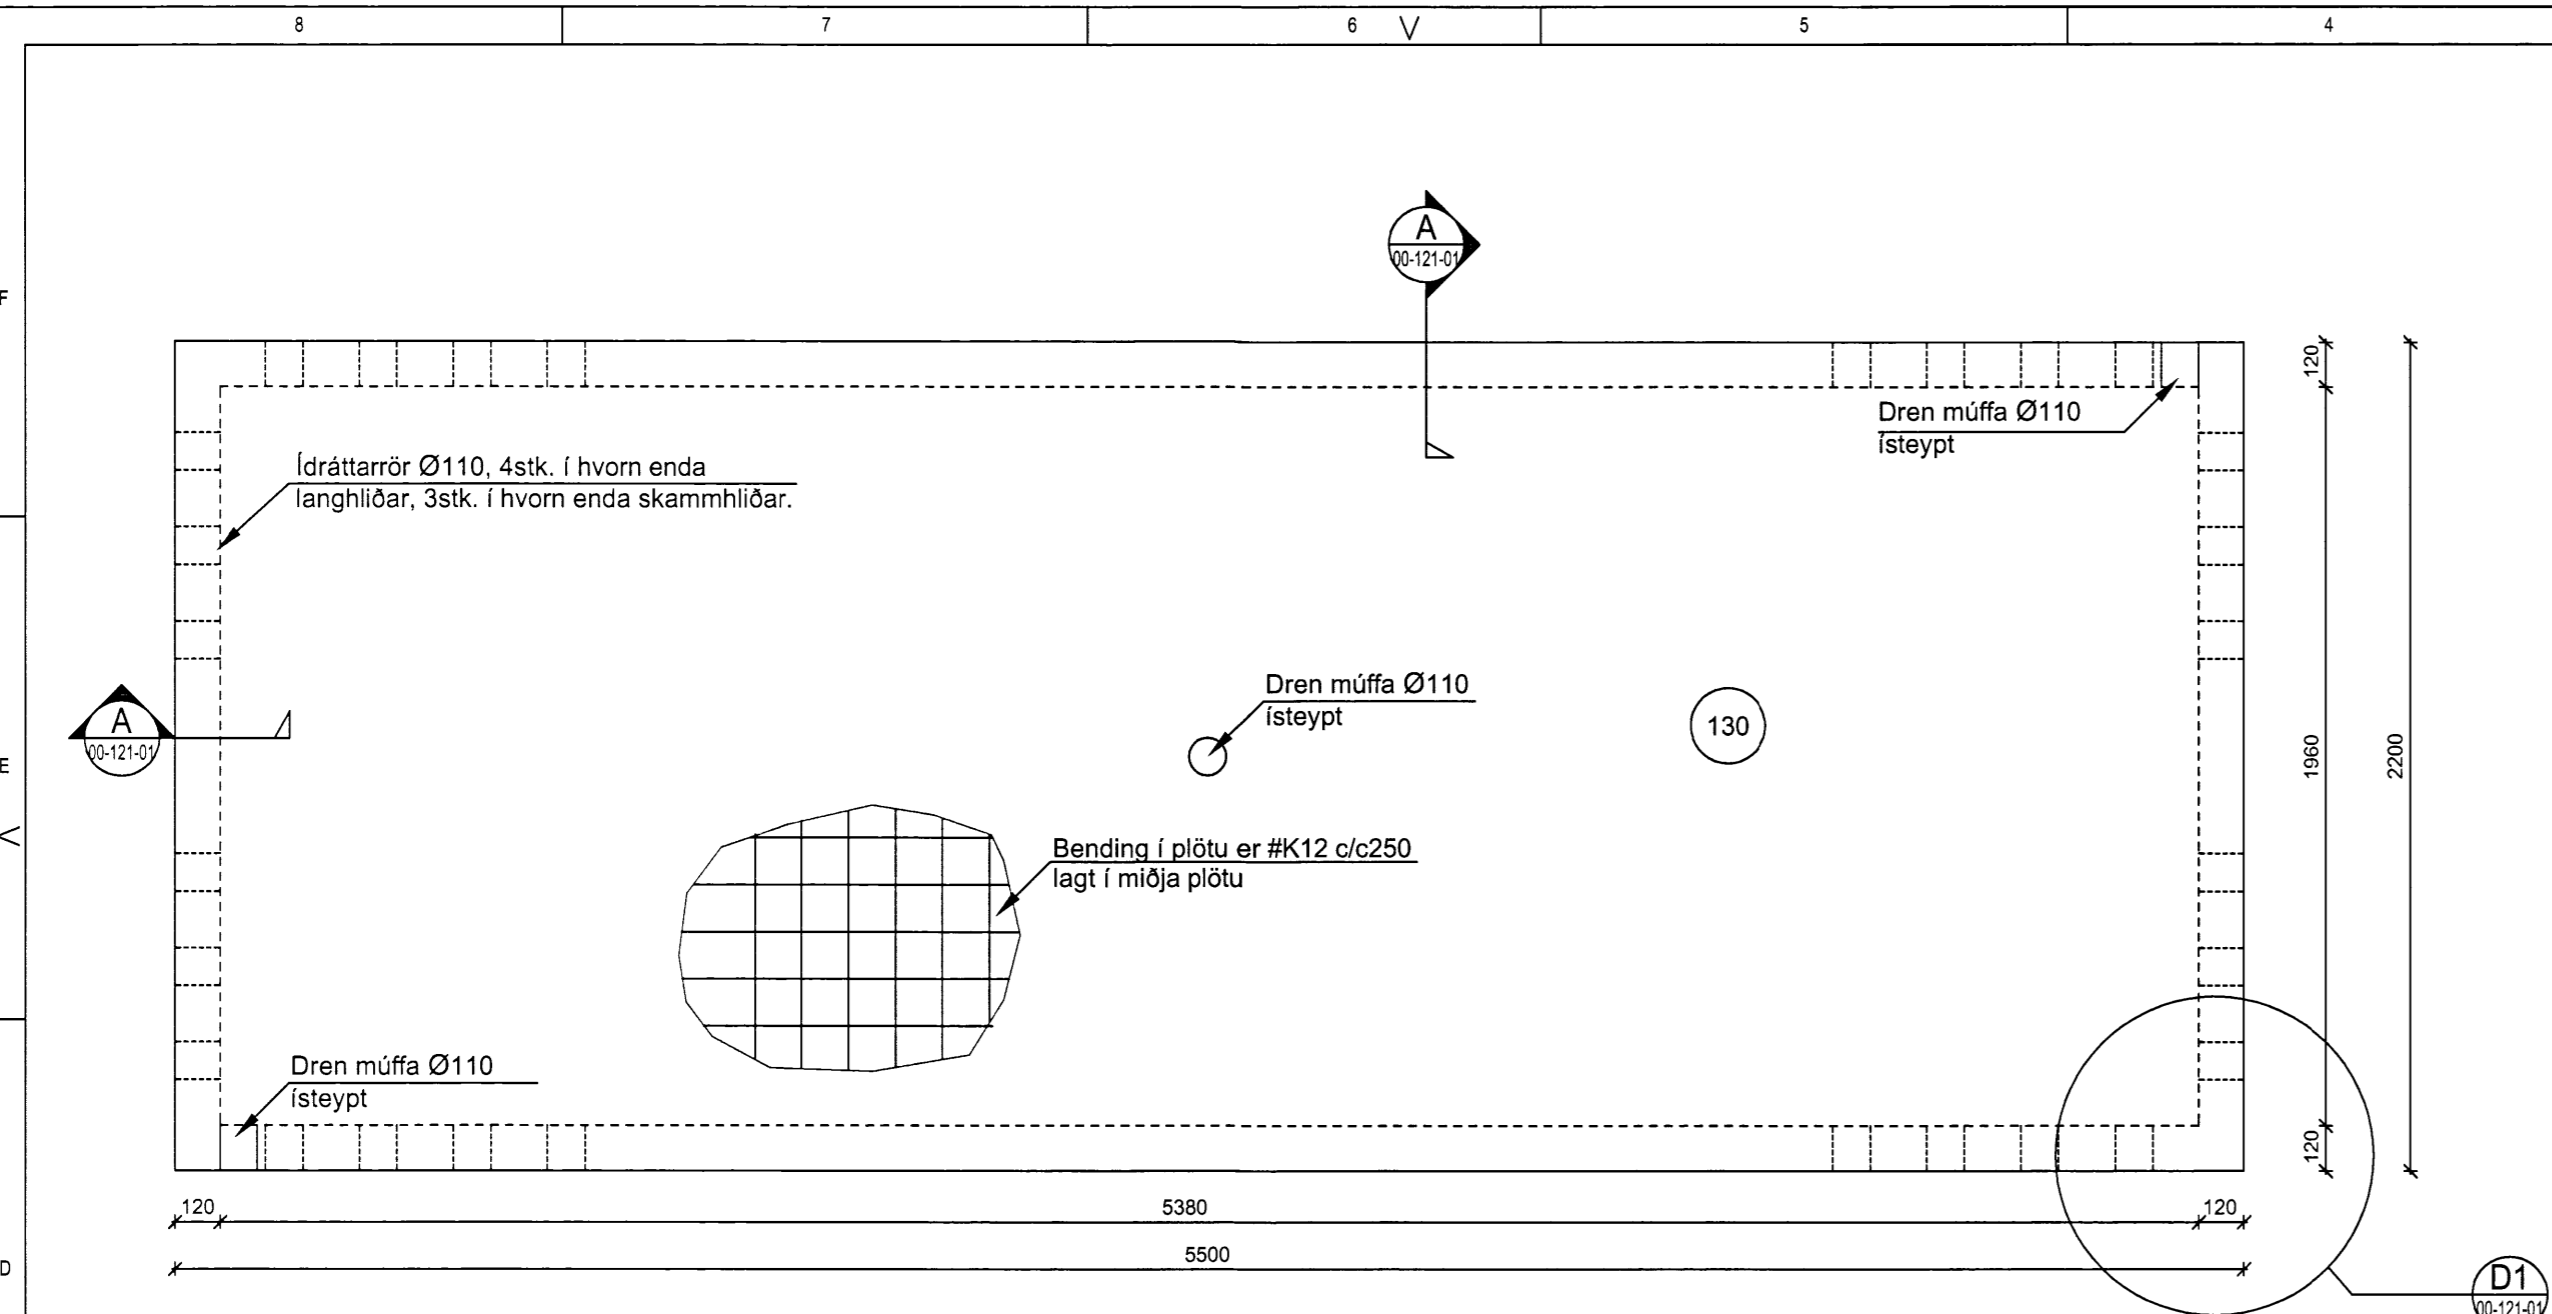 8 7 6 5 4
A
00-121-01
F
120
Dren múffa Ø110
ísteypt
Ídráttarrör Ø110, 4stk. í hvorn enda
langhliðar, 3stk. í hvorn enda skammhliðar.
Dren múffa Ø110
ísteypt
130
A
00-121-01
E
1960
2200
Bending í plötu er #K12 c/c250
lagt í miðja plötu
Dren múffa Ø110
ísteypt
120
120 5380 120
5500
D
D1
00-121-01